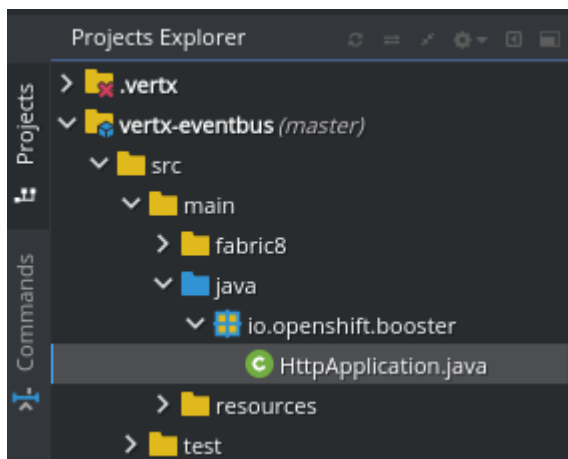 Projects Explorer
Projects
Commands
.vertx
vertx-eventbus (master)
src
main
fabric8
java
io.openshift.booster
HttpApplication.java
resources
test